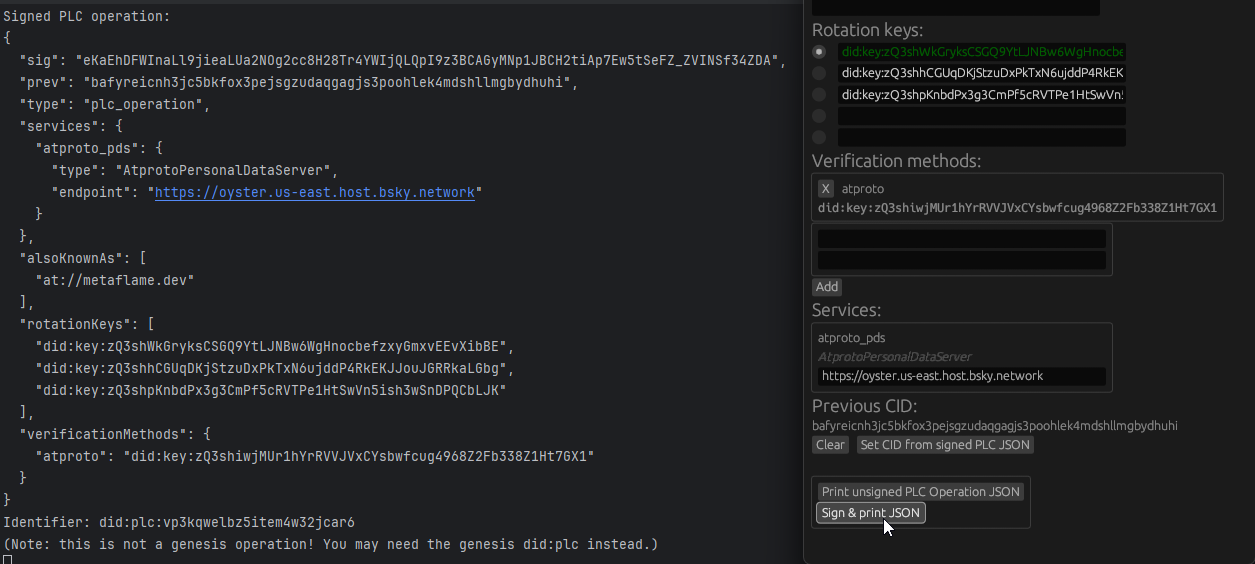 Signed PLC operation:
{
"sig": "eKaEhDFWInaLl9jieaLUa2NOg2cc8H28Tr4YWIjQLQpI9z3BCAGyMNp1JBCH2tiAp7Ew5tSeFZ_ZVINSf34ZDA",
"prev": "bafyreicnh3jc5bkfox3pejsgzudaqgagjs3poohlek4mdshllmgbydhuhi",
"type": "plc_operation",
"services": {
"atproto_pds": {
"type": "AtprotoPersonalDataServer",
"endpoint": "https://oyster.us-east.host.bsky.network"
}
},
"alsoKnownAs": [
"at://metaflame.dev"
],
"rotationKeys": [
"did:key:zQ3shWkGryksCSGQ9YtLJNBw6WgHnocbefzxyGmxvEEvXibBE",
"did:key:zQ3shhCGUqDKjStzuDxPkTxN6ujddP4RkEKJJouJGRRkaLGbg",
"did:key:zQ3shpKnbdPx3g3CmPf5cRVTPe1HtSwVn5ish3wSnDPQCbLJK"
],
"verificationMethods": {
"atproto": "did:key:zQ3shiwjMUr1hYrRVVJVxCYsbwfcug4968Z2Fb338Z1Ht7GX1"
}
}
Identifier: did:plc:vp3kqwelbz5item4w32jcar6
(Note: this is not a genesis operation! You may need the genesis did:plc instead.)
Rotation keys:
did:key:zQ3shWkGryksCSGQ9YtLJNBw6WgHnocbe
did:key:zQ3shhCGUqDKjStzuDxPkTxN6ujddP4RkEK
did:key:zQ3shpKnbdPx3g3CmPf5cRVTPe1HtSwVn5
Verification methods:
X atproto
did:key:zQ3shiwjMUr1hYrRVVJVxCYsbwfcug4968Z2Fb338Z1Ht7GX1
Add
Services:
atproto_pds
AtprotoPersonalDataServer
https://oyster.us-east.host.bsky.network
Previous CID:
bafyreicnh3jc5bkfox3pejsgzudaqgagjs3poohlek4mdshllmgbydhuhi
Clear Set CID from signed PLC JSON
Print unsigned PLC Operation JSON
Sign & print JSON